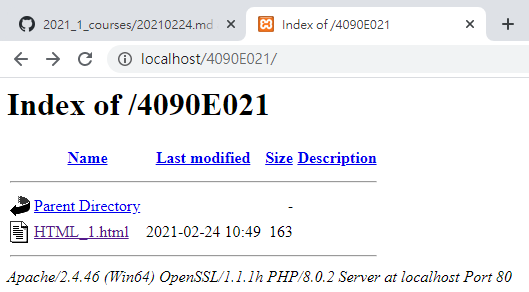 2021_1_courses/20210224.md
Index of /4090E021
localhost/4090E021/
Index of /4090E021
Name Last modified Size Description
Parent Directory -
HTML_1.html 2021-02-24 10:49 163
Apache/2.4.46 (Win64) OpenSSL/1.1.1h PHP/8.0.2 Server at localhost Port 80